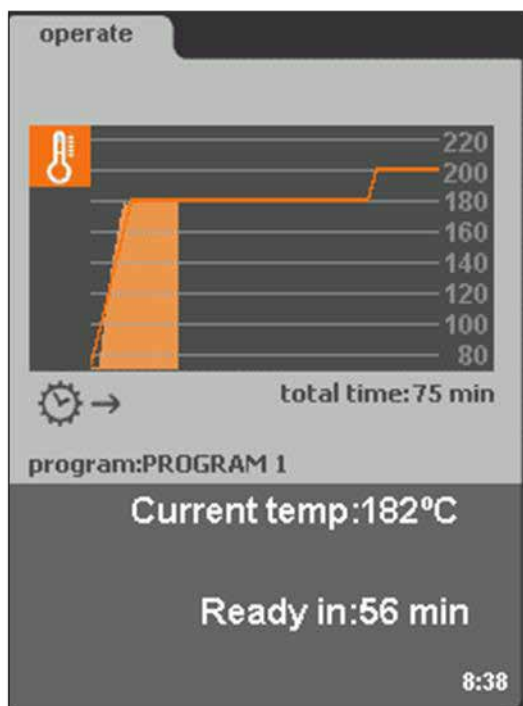 operate
220
200
180
160
140
120
100
80
total time:75 min
program:PROGRAM 1
Current temp:182ºC
Ready in:56 min
8:38